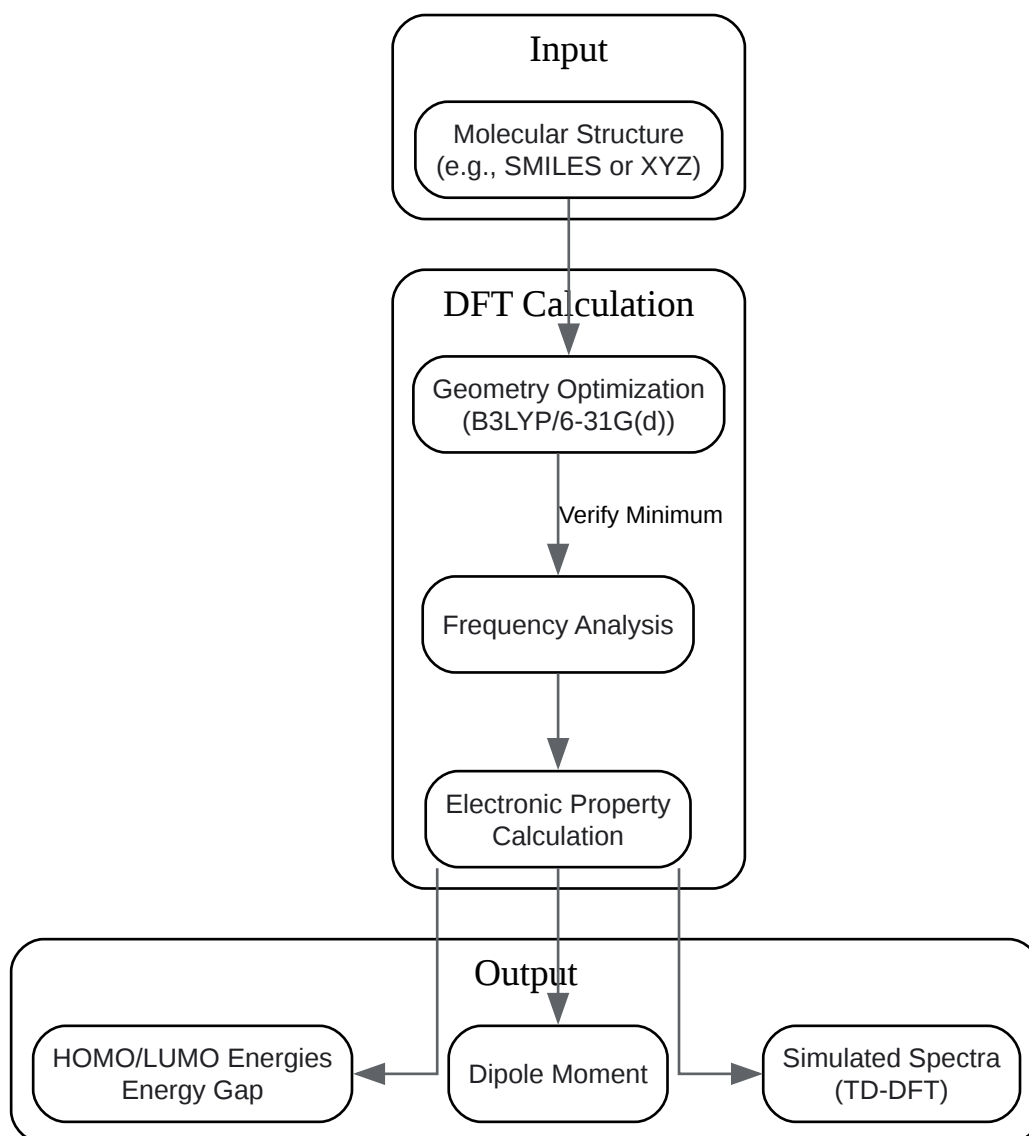 Input
Molecular Structure
(e.g., SMILES or XYZ)
DFT Calculation
Geometry Optimization
(B3LYP/6-31G(d))
Verify Minimum
Frequency Analysis
Electronic Property
Calculation
Output
HOMO/LUMO Energies
Energy Gap
Dipole Moment
Simulated Spectra
(TD-DFT)